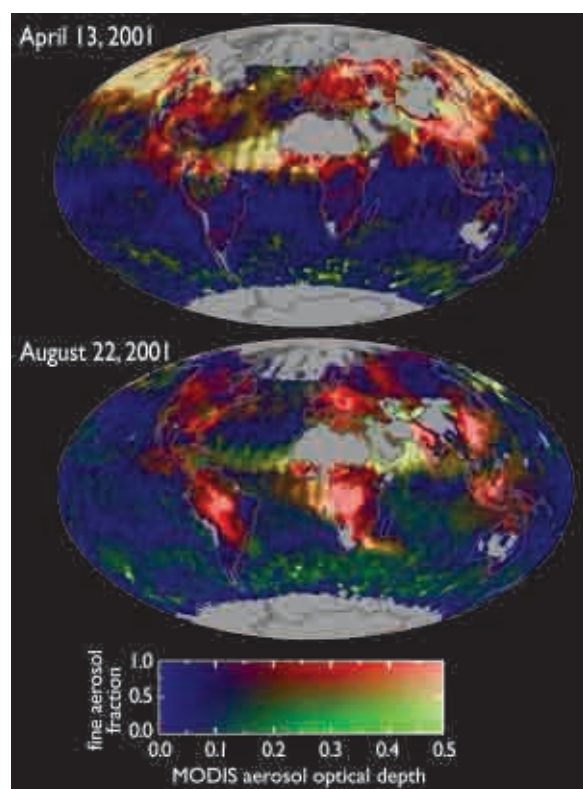 April 13, 2001
August 22, 2001
fine aerosol
fraction
1.0
0.5
0.0
0.0 0.1 0.2 0.3 0.4 0.5
MODIS aerosol optical depth